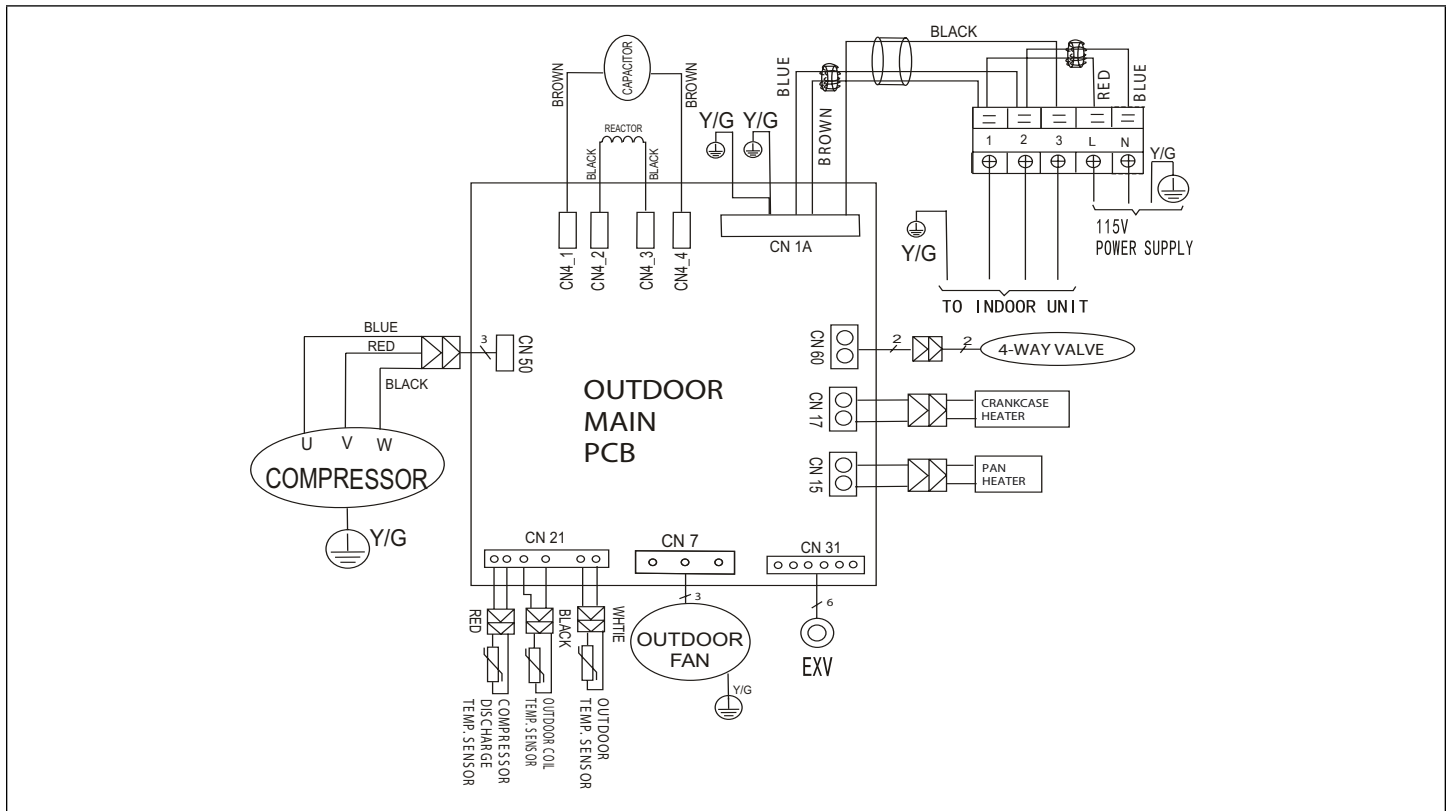 BLACK
BROWN
CAPACITOR
BROWN
REACTOR
BLACK
BLACK
Y/G
Y/G
BLUE
BROWN
RED
BLUE
1
2
3
L
N
Y/G
115V
POWER SUPPLY
Y/G
TO INDOOR UNIT
CN4_1
CN4_2
CN4_3
CN4_4
CN 1A
BLUE
RED
BLACK
3
CN 50
U
V
W
COMPRESSOR
Y/G
OUTDOOR
MAIN
PCB
CN 60
2
2
4-WAY VALVE
CN 17
CRANKCASE
HEATER
CN 15
PAN
HEATER
CN 21
CN 7
CN 31
RED
BLACK
WHTIE
3
6
OUTDOOR
FAN
Y/G
EXV
COMPRESSOR
DISCHARGE
TEMP. SENSOR
OUTDOOR COIL
TEMP. SENSOR
OUTDOOR
TEMP. SENSOR